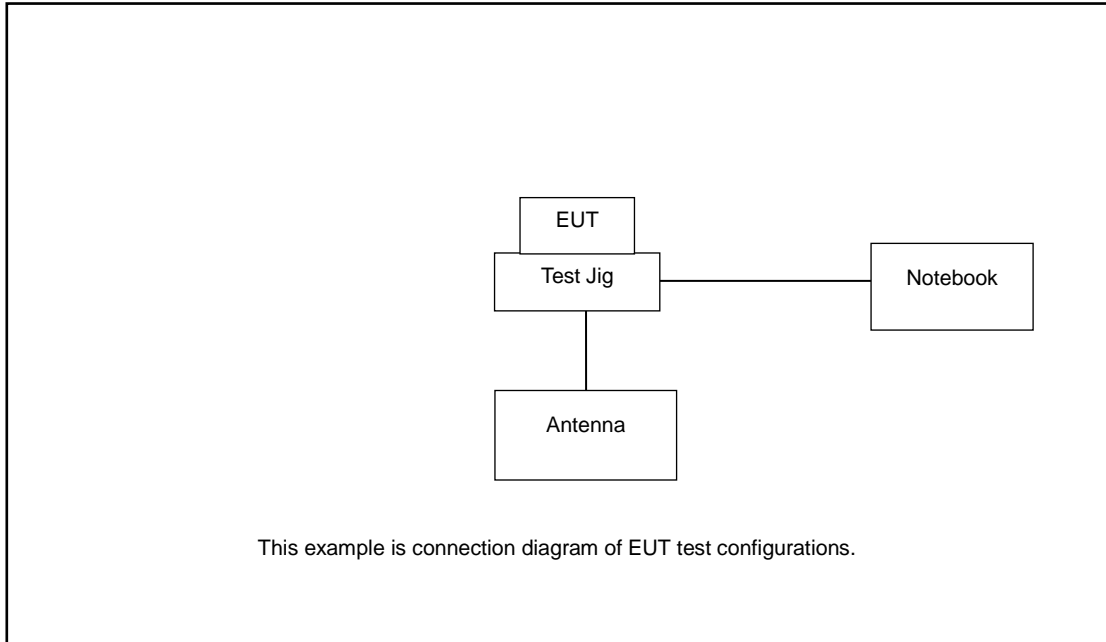 EUT
Test Jig
Notebook
Antenna
This example is connection diagram of EUT test configurations.